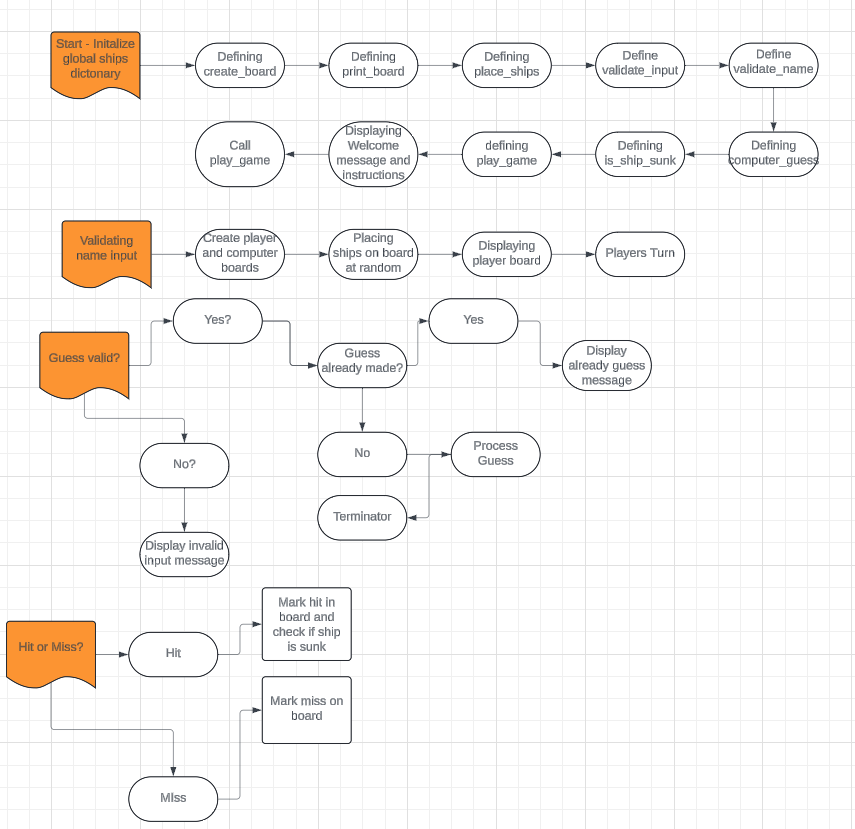 Start - Initalize
global ships
dictonary
Defining
create_board
Defining
print_board
Defining
place_ships
Define
validate_input
Define
validate_name
Call
play_game
Displaying
Welcome
message and
instructions
defining
play_game
Defining
is_ship_sunk
Defining
computer_guess
Validating
name input
Create player
and computer
boards
Placing
ships on board
at random
Displaying
player board
Players Turn
Yes?
Yes
Guess valid?
Guess
already made?
Display
already guess
message
No?
No
Process
Guess
Terminator
Display invalid
input message
Mark hit in
board and
check if ship
is sunk
Hit or Miss?
Hit
Mark miss on
board
MIss